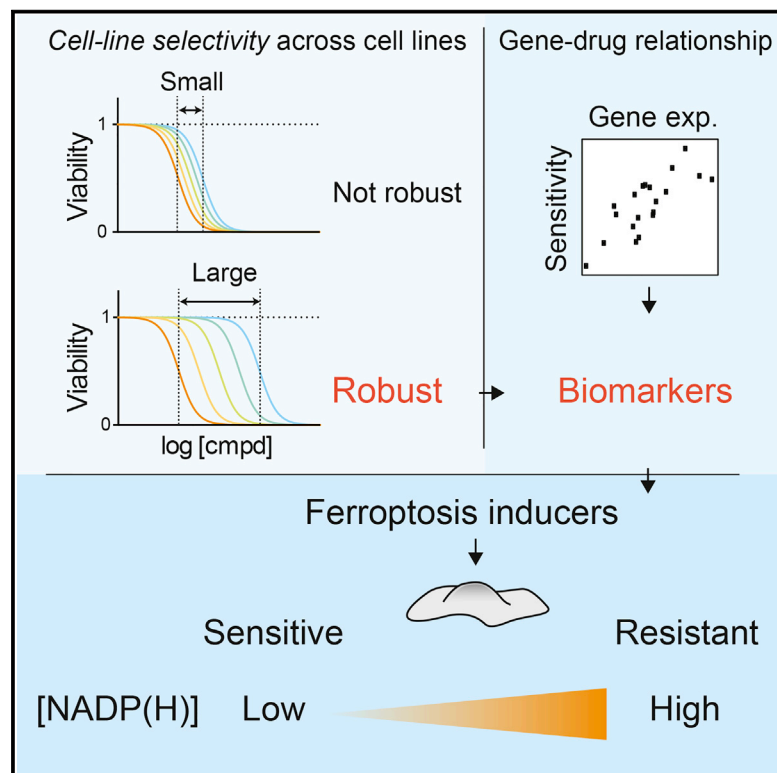 Cell-line selectivity across cell lines
Small
Viability
1
0
Not robust
Large
Viability
1
0
log [cmpd]
Robust
Gene-drug relationship
Gene exp.
Sensitivity
Biomarkers
Ferroptosis inducers
Sensitive
Resistant
[NADP(H)]
Low
High